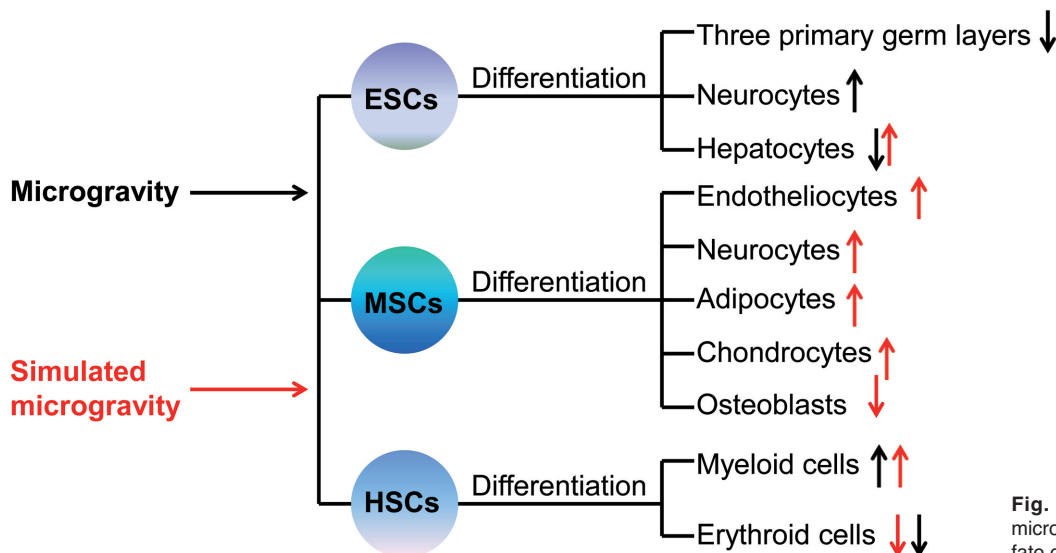 Microgravity
Simulated
microgravity
ESCs
Differentiation
Three primary germ layers
Neurocytes
Hepatocytes
MSCs
Differentiation
Endotheliocytes
Neurocytes
Adipocytes
Chondrocytes
Osteoblasts
HSCs
Differentiation
Myeloid cells
Erythroid cells
Fig.
micro